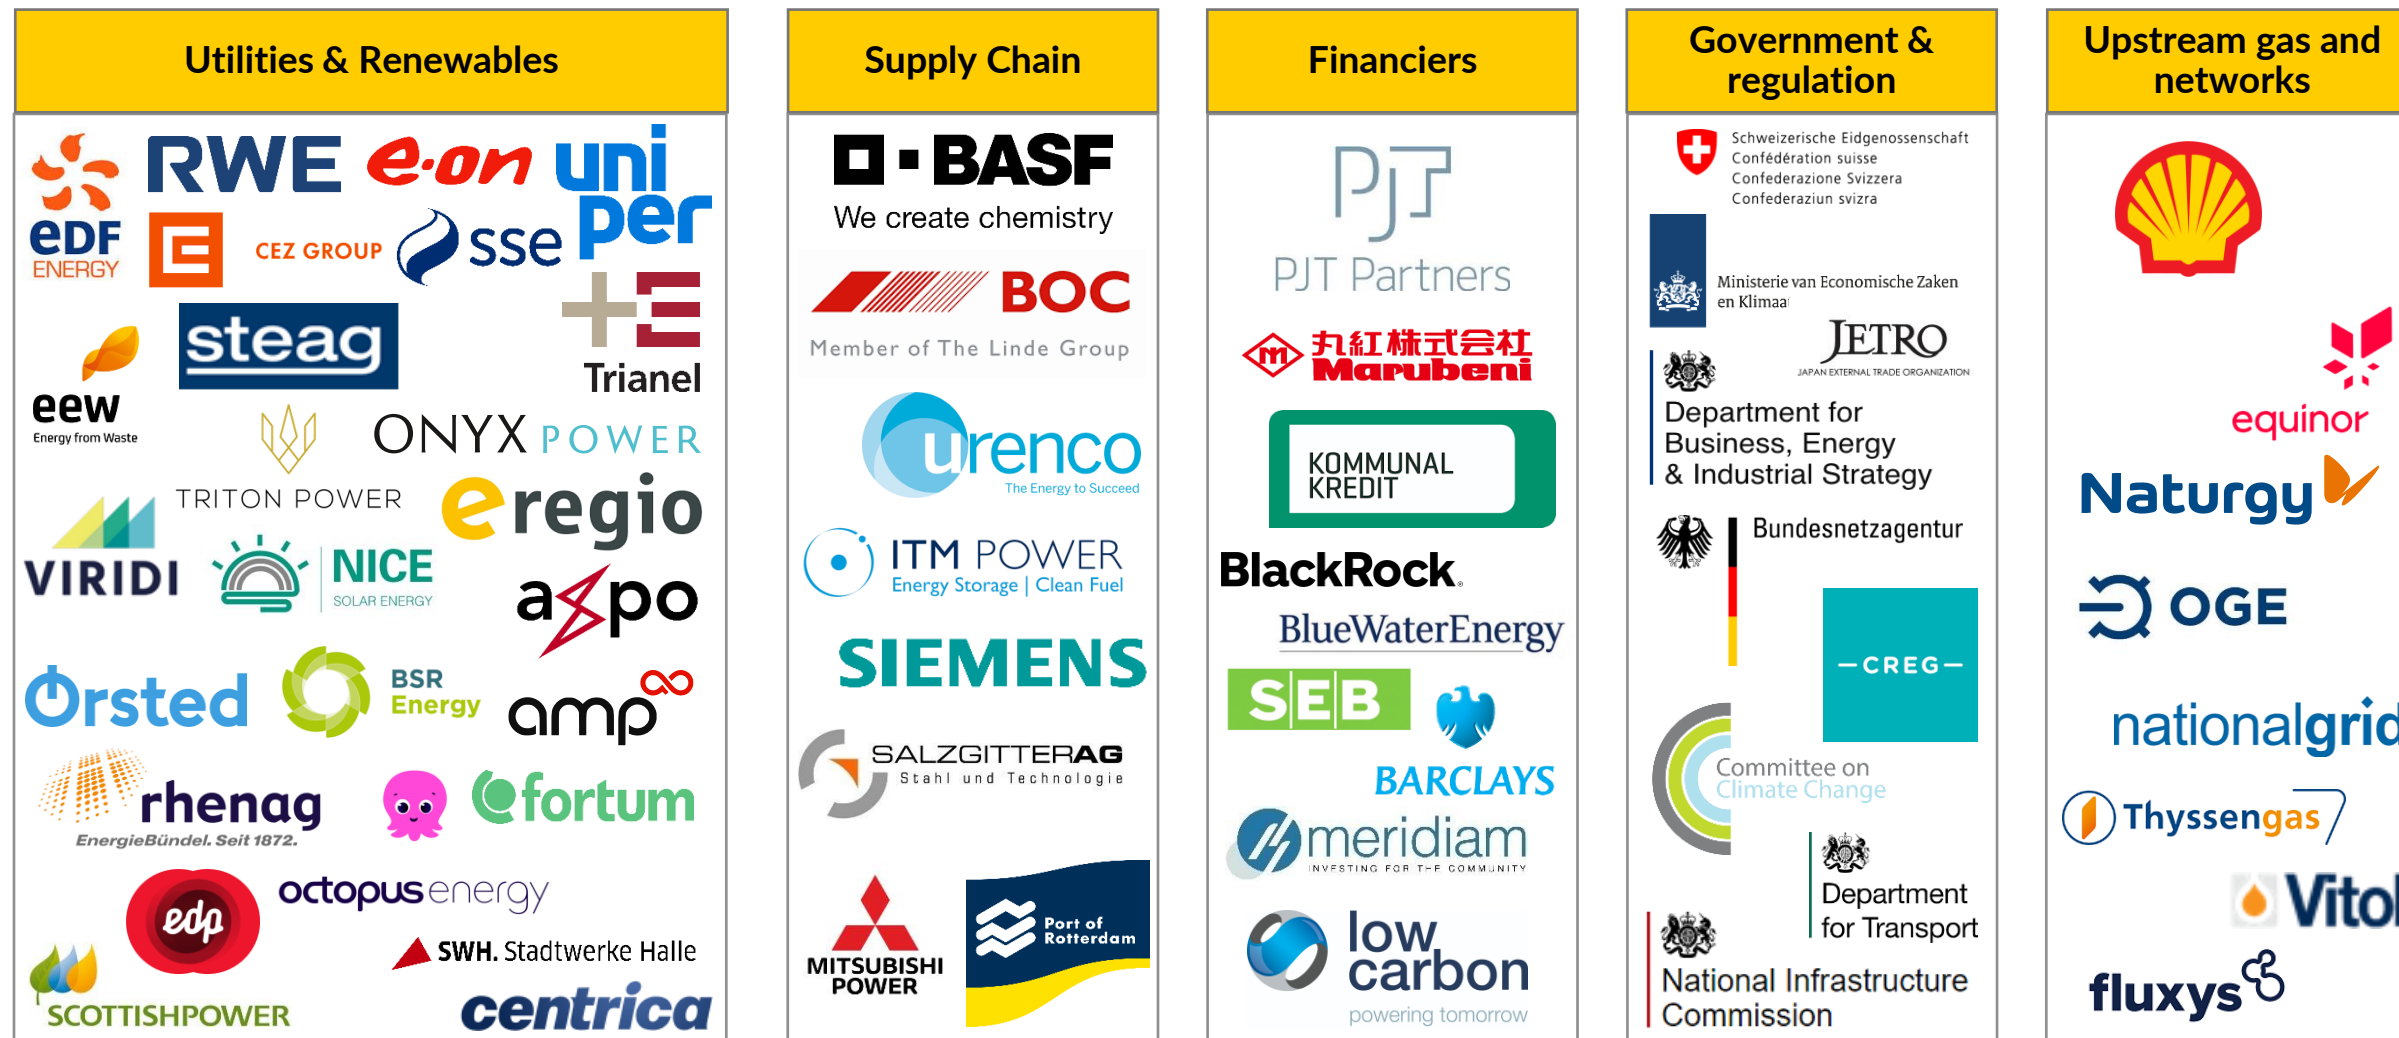 Utilities & Renewables
eDF
ENERGY
RWE
e·on
uni
per
CEZ GROUP
sse
steag
Trianel
eew
Energy from Waste
TRITON POWER
ONYX POWER
eregio
VIRIDI
NICE
SOLAR ENERGY
axpo
Orsted
BSR
Energy
amp
rhenag
EnergieBündel. Seit 1872.
fortum
edp
octopusenergy
SWH. Stadtwerke Halle
SCOTTISHPOWER
centrica
Supply Chain
BASF
We create chemistry
BOC
Member of The Linde Group
urenco
The Energy to Succeed
ITM POWER
Energy Storage | Clean Fuel
SIEMENS
SALZGITTERAG
Stahl und Technologie
MITSUBISHI
POWER
Port of
Rotterdam
Financiers
PJT
PJT Partners
丸紅株式会社
Marubeni
KOMMUNAL
KREDIT
BlackRock.
BlueWaterEnergy
SEB
BARCLAYS
meridiam
INVESTING FOR THE COMMUNITY
low
carbon
powering tomorrow
Government &
regulation
Schweizerische Eidgenossenschaft
Confédération suisse
Confederazione Svizzera
Confederaziun svizra
Ministerie van Economische Zaken
en Klimaa
JETRO
JAPAN EXTERNAL TRADE ORGANIZATION
Department for
Business, Energy
& Industrial Strategy
Bundesnetzagentur
CREG
Committee on
Climate Change
Department
for Transport
National Infrastructure
Commission
Upstream gas and
networks
equinor
Naturgy
OGE
nationalgrid
Thyssengas
Vitol
fluxys